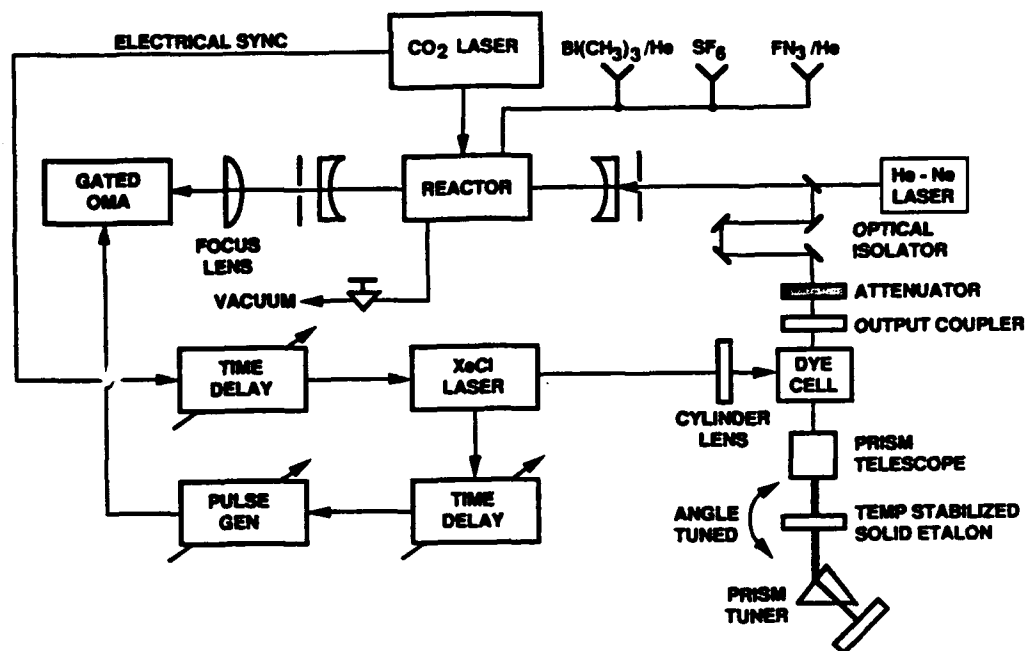 ELECTRICAL SYNC
CO2 LASER
BI(CH3)3/He
SF6
FN3/He
GATED
OMA
REACTOR
He - Ne
LASER
FOCUS
LENS
OPTICAL
ISOLATOR
VACUUM
ATTENUATOR
OUTPUT COUPLER
TIME
DELAY
XeCl
LASER
DYE
CELL
CYLINDER
LENS
PRISM
TELESCOPE
PULSE
GEN
TIME
DELAY
ANGLE
TUNED
TEMP STABILIZED
SOLID ETALON
PRISM
TUNER